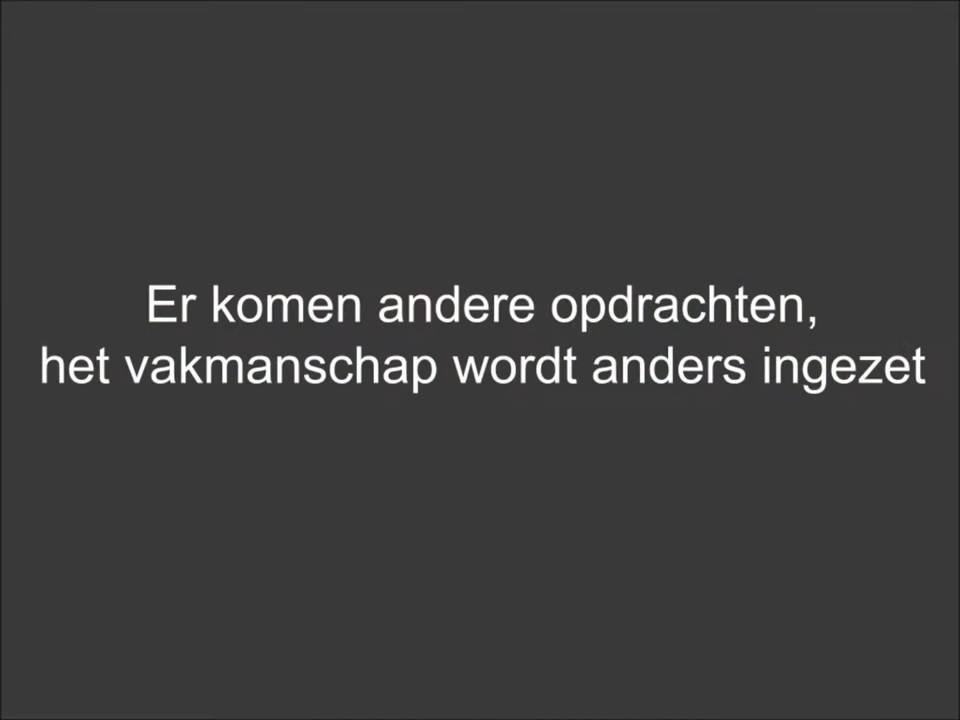 Er komen andere opdrachten,
het vakmanschap wordt anders ingezet